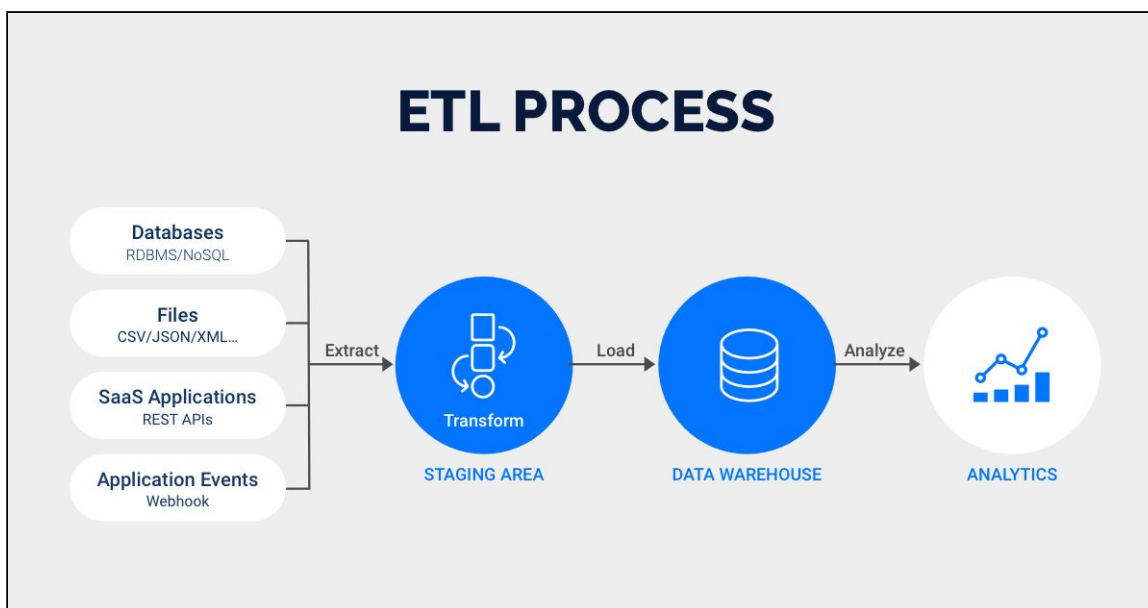 ETL PROCESS
Databases
RDBMS/NoSQL
Files
CSV/JSON/XML...
SaaS Applications
REST APIs
Application Events
Webhook
Extract
Transform
STAGING AREA
Load
DATA WAREHOUSE
Analyze
ANALYTICS